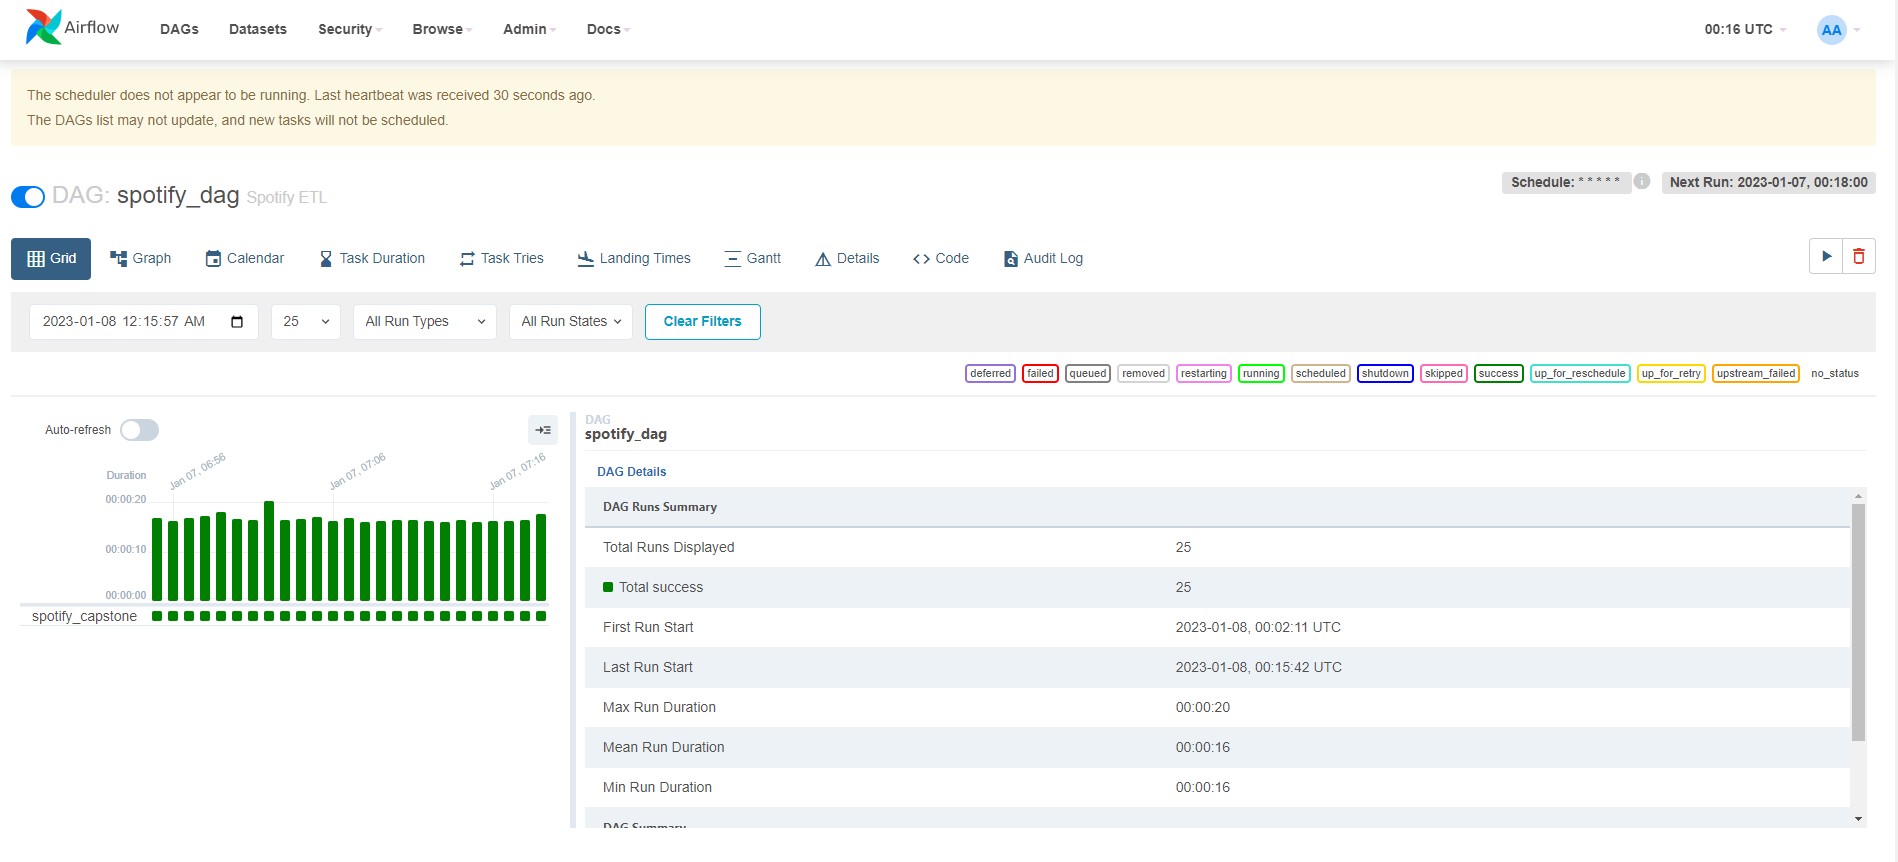 Airflow DAGs Datasets Security Browse Admin Docs 00:16 UTC AA
The scheduler does not appear to be running. Last heartbeat was received 30 seconds ago.
The DAGs list may not update, and new tasks will not be scheduled.
DAG: spotify_dag Spotify ETL Schedule: * * * * * i Next Run: 2023-01-07, 00:18:00
Grid Graph Calendar Task Duration Task Tries Landing Times Gantt Details Code Audit Log
2023-01-08 12:15:57 AM 25 All Run Types All Run States Clear Filters
deferred failed queued removed restarting running scheduled shutdown skipped success up_for_reschedule up_for_retry upstream_failed no_status
Auto-refresh
Jan 07, 06:56 Jan 07, 07:06 Jan 07, 07:16
Duration
00:00:20
00:00:10
00:00:00
spotify_capstone
DAG
spotify_dag
DAG Details
DAG Runs Summary
Total Runs Displayed 25
Total success 25
First Run Start 2023-01-08, 00:02:11 UTC
Last Run Start 2023-01-08, 00:15:42 UTC
Max Run Duration 00:00:20
Mean Run Duration 00:00:16
Min Run Duration 00:00:16
DAG Summary